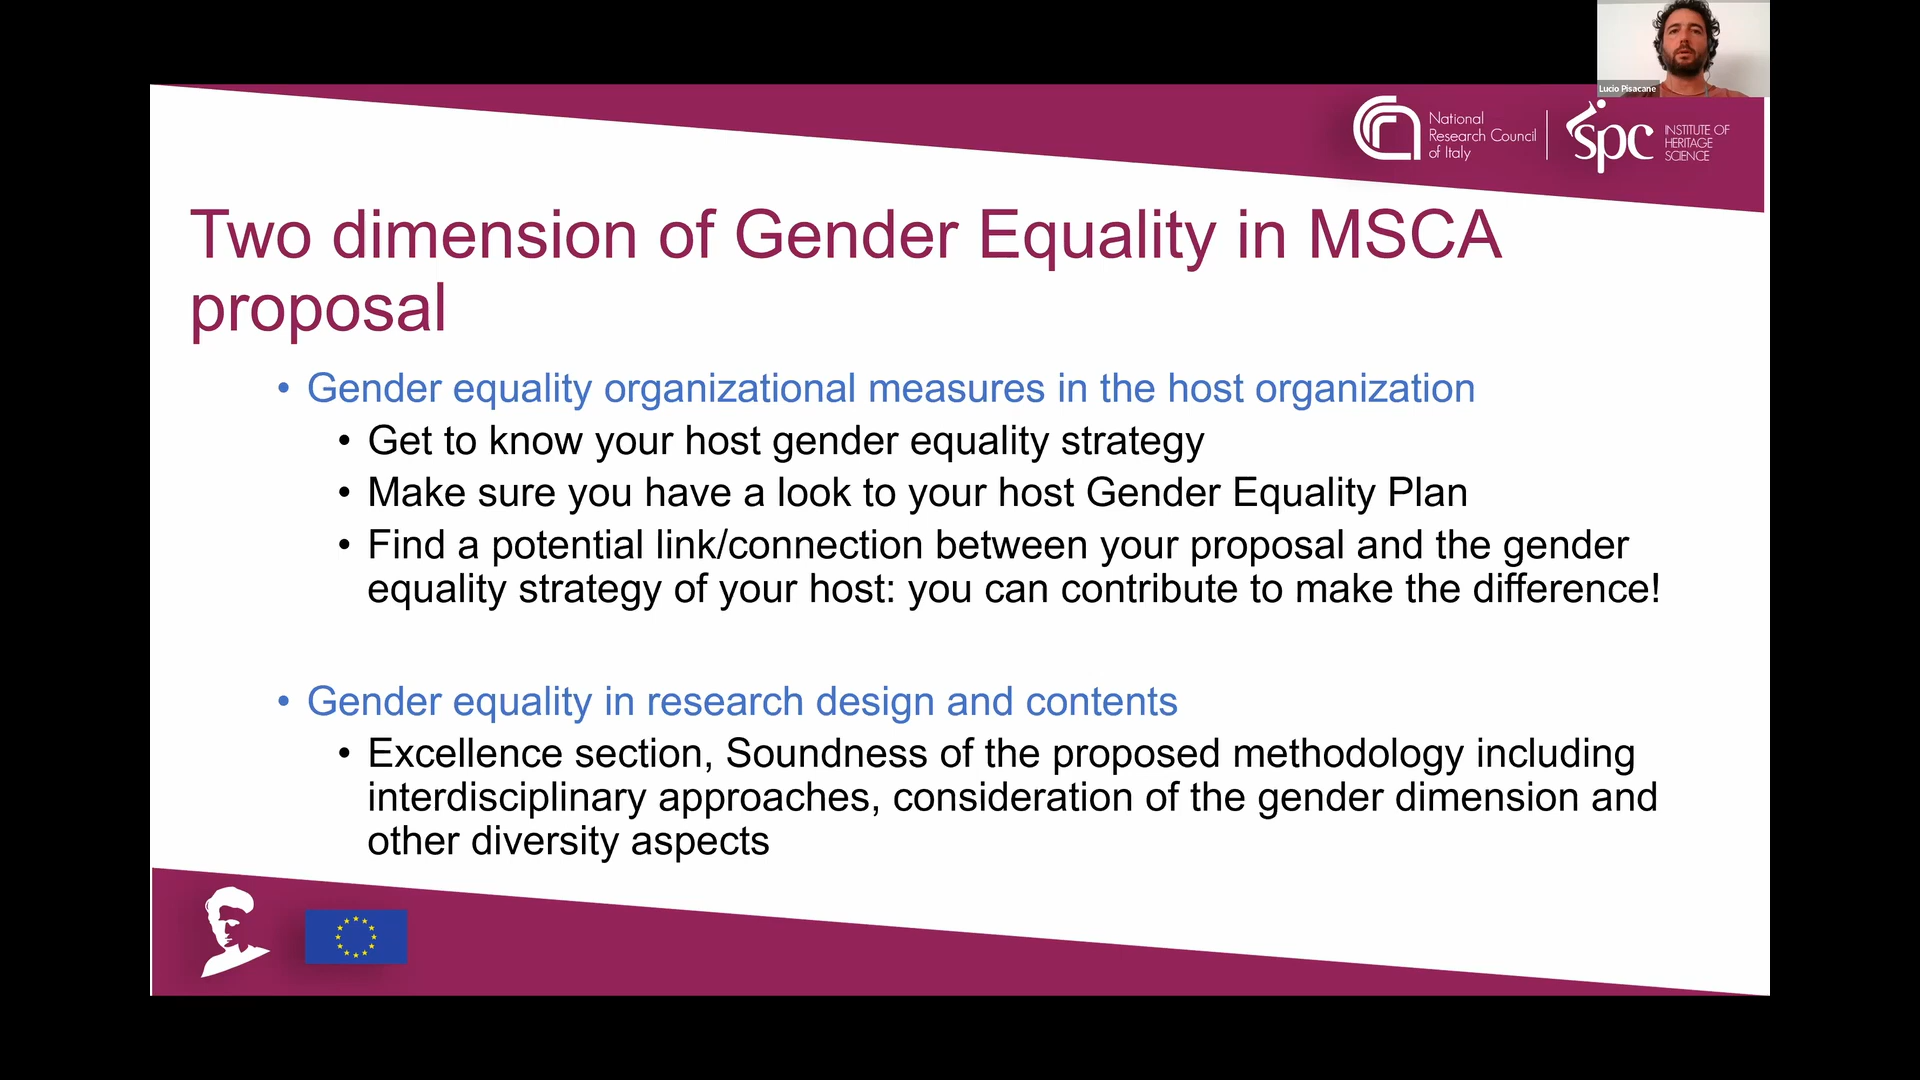 Lucio Pisacane
National
Research Council
of Italy
ispc
INSTITUTE OF
HERITAGE
SCIENCE
Two dimension of Gender Equality in MSCA
proposal
• Gender equality organizational measures in the host organization
• Get to know your host gender equality strategy
• Make sure you have a look to your host Gender Equality Plan
• Find a potential link/connection between your proposal and the gender
equality strategy of your host: you can contribute to make the difference!
• Gender equality in research design and contents
• Excellence section, Soundness of the proposed methodology including
interdisciplinary approaches, consideration of the gender dimension and
other diversity aspects